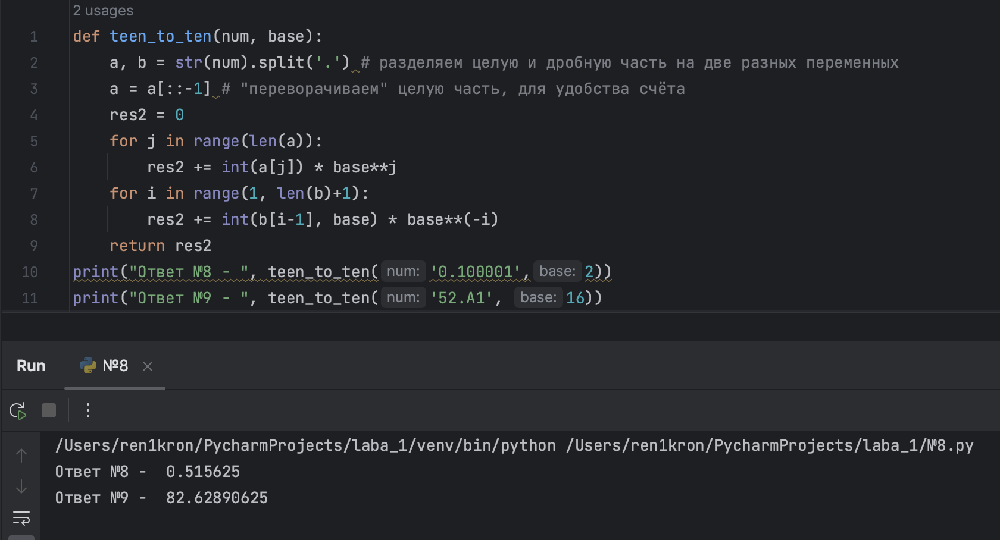 2 usages
1 def teen_to_ten(num, base):
2 a, b = str(num).split('.') # разделяем целую и дробную часть на две разных переменных
3 a = a[::-1] # "переворачиваем" целую часть, для удобства счёта
4 res2 = 0
5 for j in range(len(a)):
6 res2 += int(a[j]) * base**j
7 for i in range(1, len(b)+1):
8 res2 += int(b[i-1], base) * base**(-i)
9 return res2
10 print("Ответ №8 - ", teen_to_ten( num: '0.100001', base: 2))
11 print("Ответ №9 - ", teen_to_ten( num: '52.A1', base: 16))
Run №8
/Users/ren1kron/PycharmProjects/laba_1/venv/bin/python /Users/ren1kron/PycharmProjects/laba_1/№8.py
Ответ №8 -  0.515625
Ответ №9 -  82.62890625